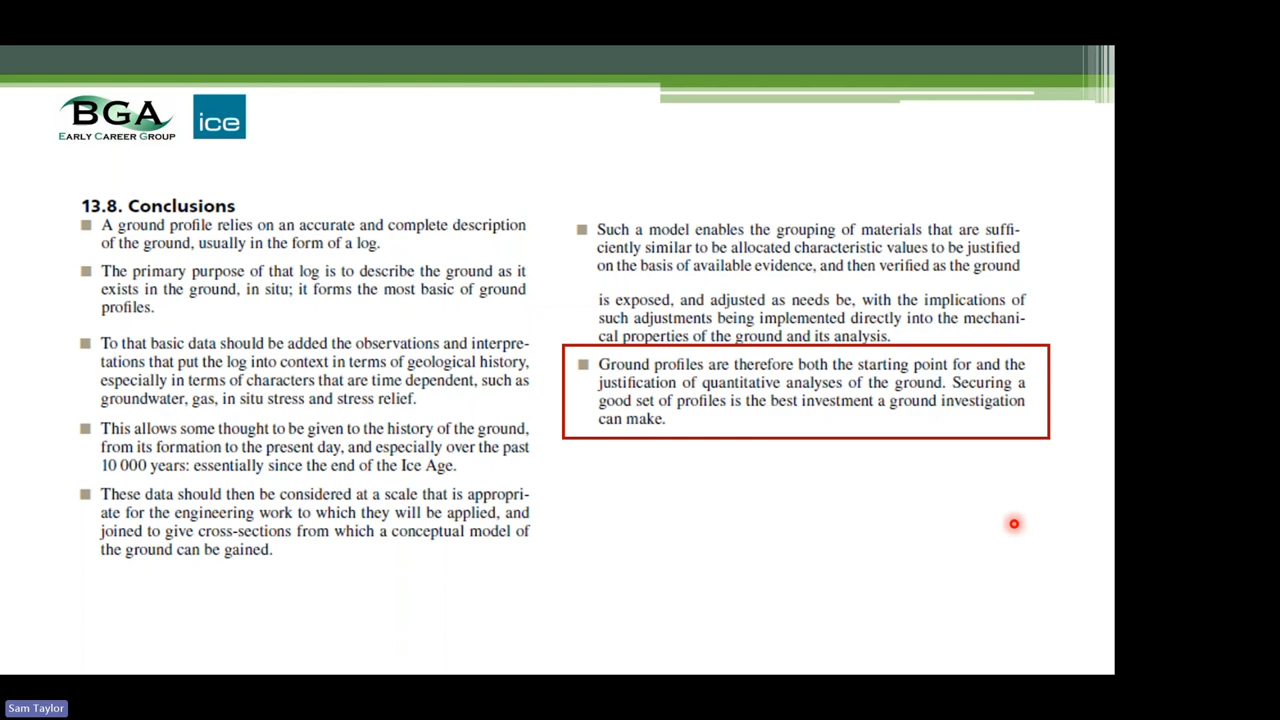 BGA
EARLY CAREER GROUP
ice
13.8. Conclusions
A ground profile relies on an accurate and complete description
of the ground, usually in the form of a log.
The primary purpose of that log is to describe the ground as it
exists in the ground, in situ; it forms the most basic of ground
profiles.
To that basic data should be added the observations and interpre-
tations that put the log into context in terms of geological history,
especially in terms of characters that are time dependent, such as
groundwater, gas, in situ stress and stress relief.
This allows some thought to be given to the history of the ground,
from its formation to the present day, and especially over the past
10 000 years: essentially since the end of the Ice Age.
These data should then be considered at a scale that is appropri-
ate for the engineering work to which they will be applied, and
joined to give cross-sections from which a conceptual model of
the ground can be gained.
Such a model enables the grouping of materials that are suffi-
ciently similar to be allocated characteristic values to be justified
on the basis of available evidence, and then verified as the ground
is exposed, and adjusted as needs be, with the implications of
such adjustments being implemented directly into the mechani-
cal properties of the ground and its analysis.
Ground profiles are therefore both the starting point for and the
justification of quantitative analyses of the ground. Securing a
good set of profiles is the best investment a ground investigation
can make.
Sam Taylor